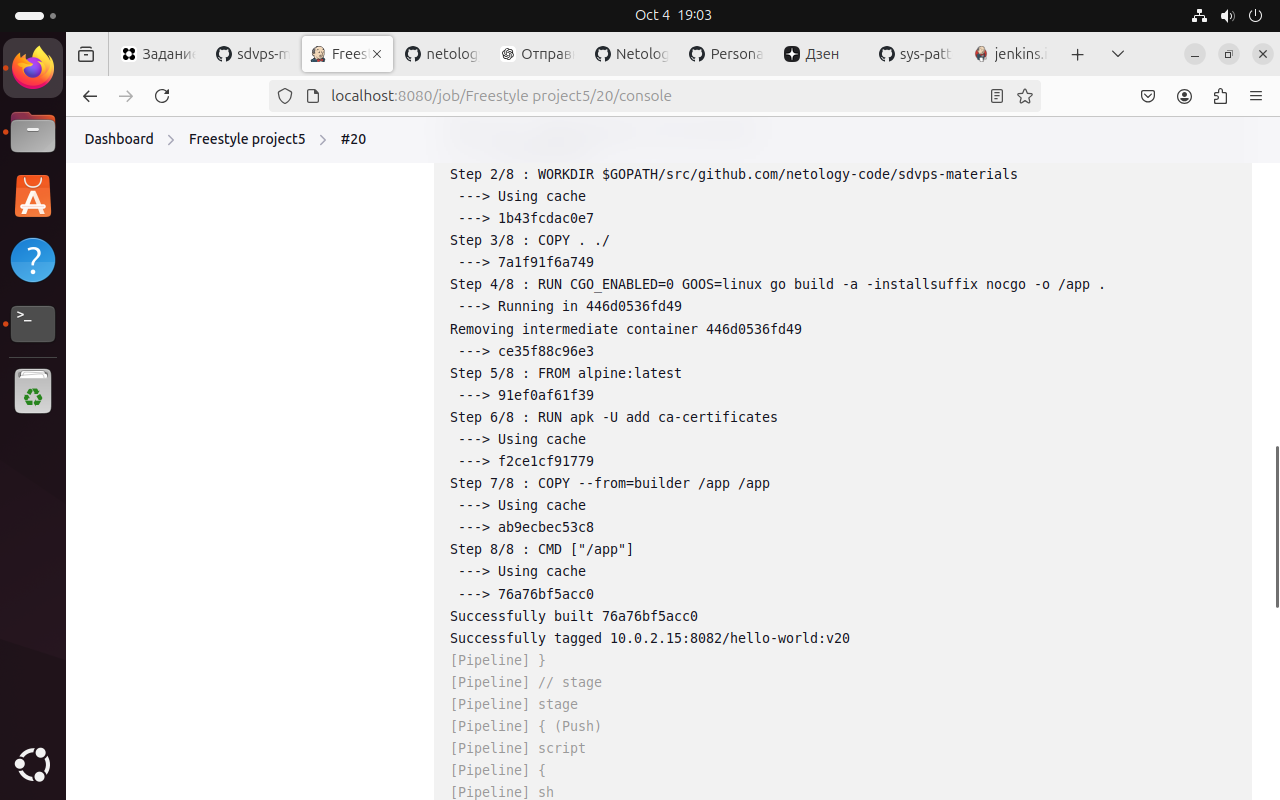 Oct 4 19:03
Задание
sdvps-m
Frees
netolog
Отправ
Netolog
Persona
Дзен
sys-patt
jenkins.i
localhost:8080/job/Freestyle project5/20/console
Dashboard
Freestyle project5
#20
Step 2/8 : WORKDIR $GOPATH/src/github.com/netology-code/sdvps-materials
---> Using cache
---> 1b43fcdac0e7
Step 3/8 : COPY . ./
---> 7a1f91f6a749
Step 4/8 : RUN CGO_ENABLED=0 GOOS=linux go build -a -installsuffix nocgo -o /app .
---> Running in 446d0536fd49
Removing intermediate container 446d0536fd49
---> ce35f88c96e3
Step 5/8 : FROM alpine:latest
---> 91ef0af61f39
Step 6/8 : RUN apk -U add ca-certificates
---> Using cache
---> f2ce1cf91779
Step 7/8 : COPY --from=builder /app /app
---> Using cache
---> ab9ecbec53c8
Step 8/8 : CMD ["/app"]
---> Using cache
---> 76a76bf5acc0
Successfully built 76a76bf5acc0
Successfully tagged 10.0.2.15:8082/hello-world:v20
[Pipeline] }
[Pipeline] // stage
[Pipeline] stage
[Pipeline] { (Push)
[Pipeline] script
[Pipeline] {
[Pipeline] sh